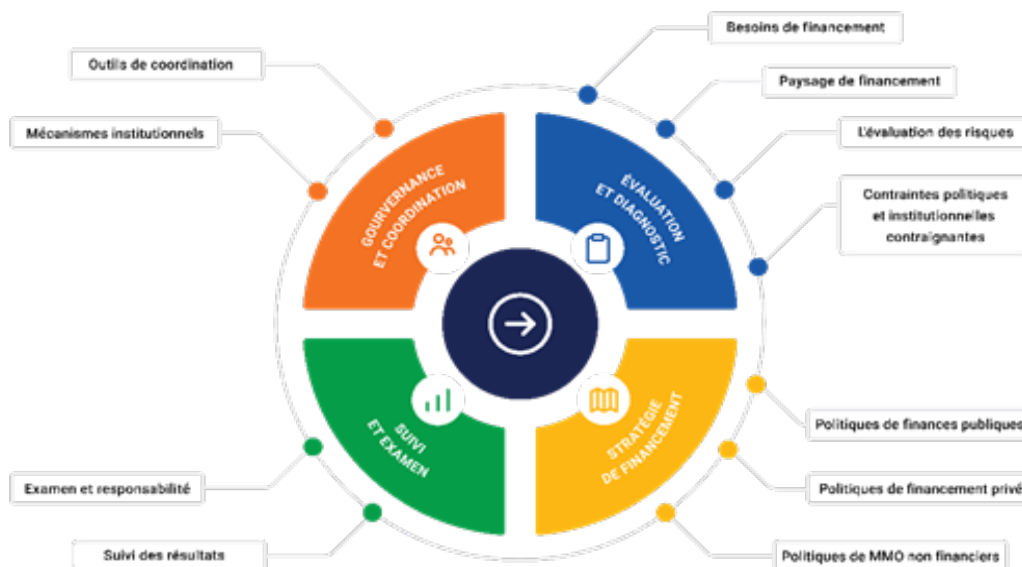 Besoins de financement
Outils de coordination
Paysage de financement
Mécanismes institutionnels
L'évaluation des risques
Contraintes politiques
et institutionnelles
contraignantes
GOURVERNANCE
ET COORDINATION
ÉVALUATION
ET DIAGNOSTIC
SUIVI
ET EXAMEN
STRATÉGIE
DE FINANCEMENT
Politiques de finances publiques
Examen et responsabilité
Politiques de financement privé
Suivi des résultats
Politiques de MMO non financiers